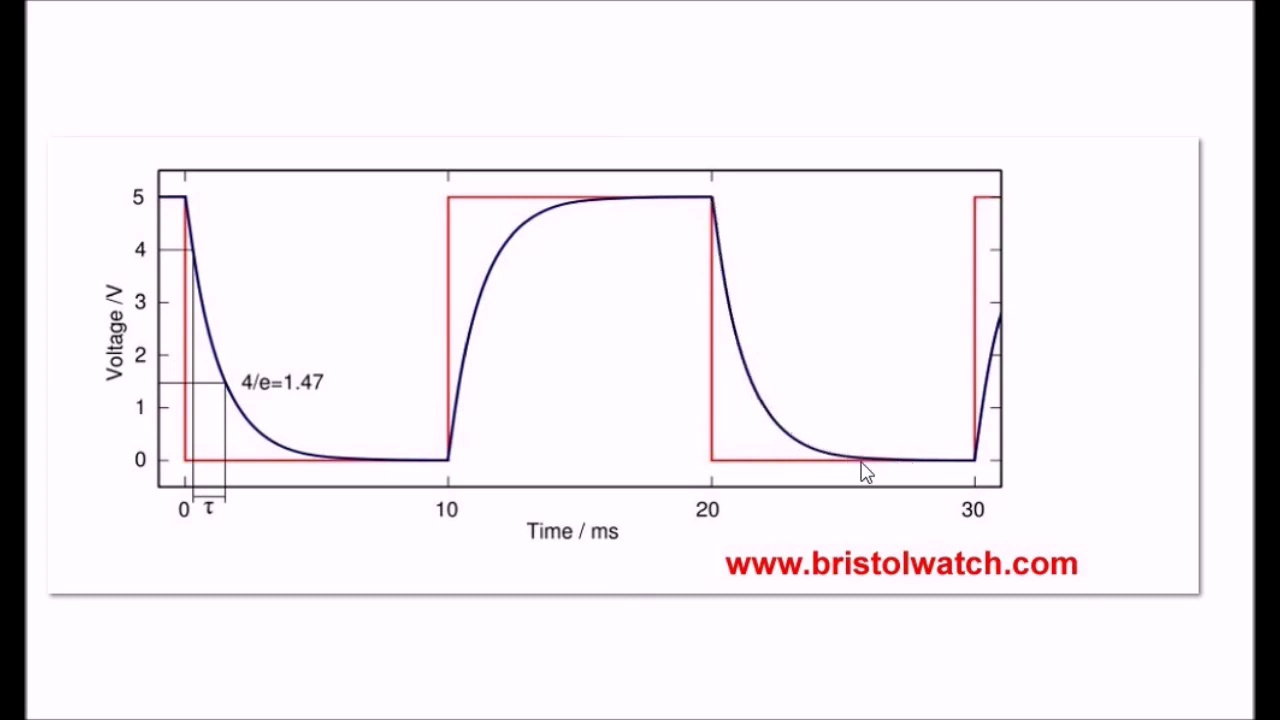 5
4
3
2
1
0
Voltage /V
4/e=1.47
0 τ 10 20 30
Time / ms
www.bristolwatch.com